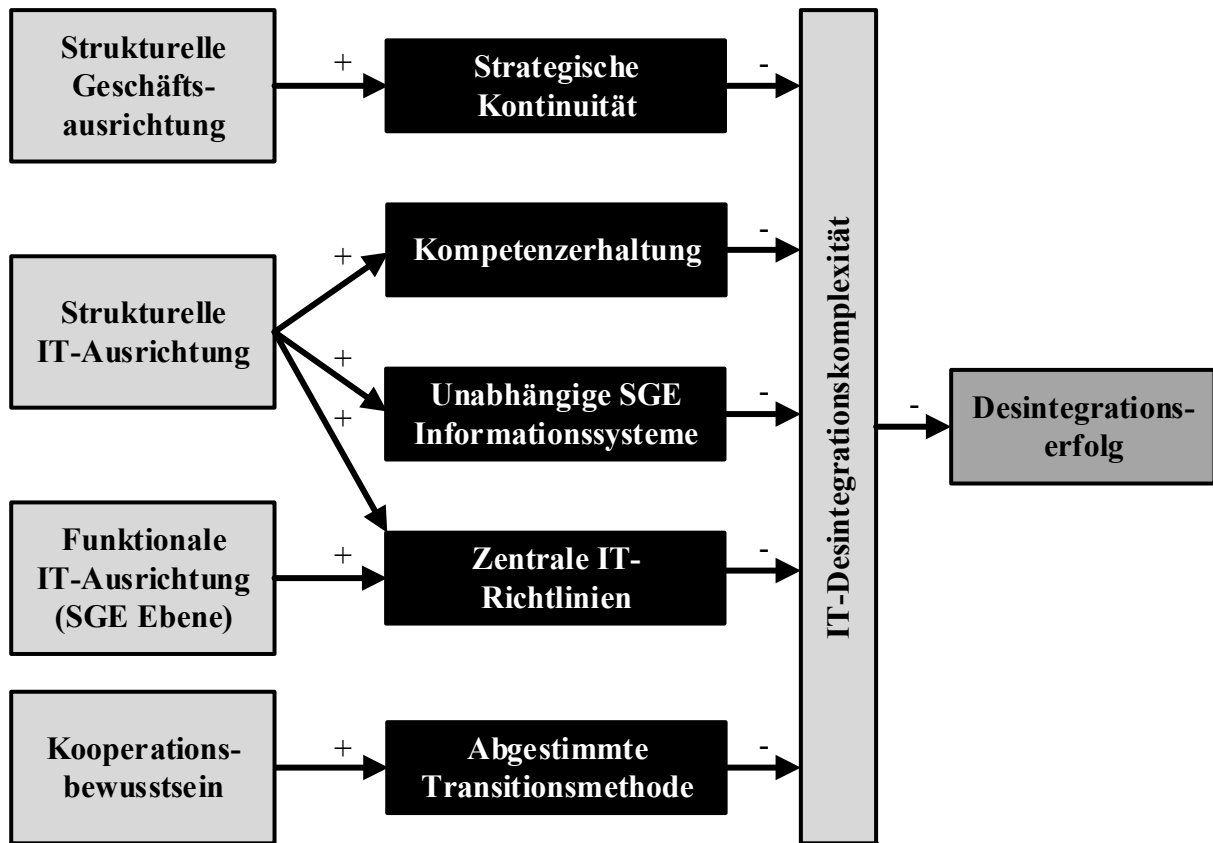 Strukturelle
Geschäfts-
ausrichtung
+
Strategische
Kontinuität
-
Strukturelle
IT-Ausrichtung
+
+
+
Kompetenzerhaltung
-
Unabhängige SGE
Informationssysteme
-
Funktionale
IT-Ausrichtung
(SGE Ebene)
+
Zentrale IT-
Richtlinien
-
Kooperations-
bewusstsein
+
Abgestimmte
Transitionsmethode
-
IT-Desintegrationskomplexität
-
Desintegrations-
erfolg